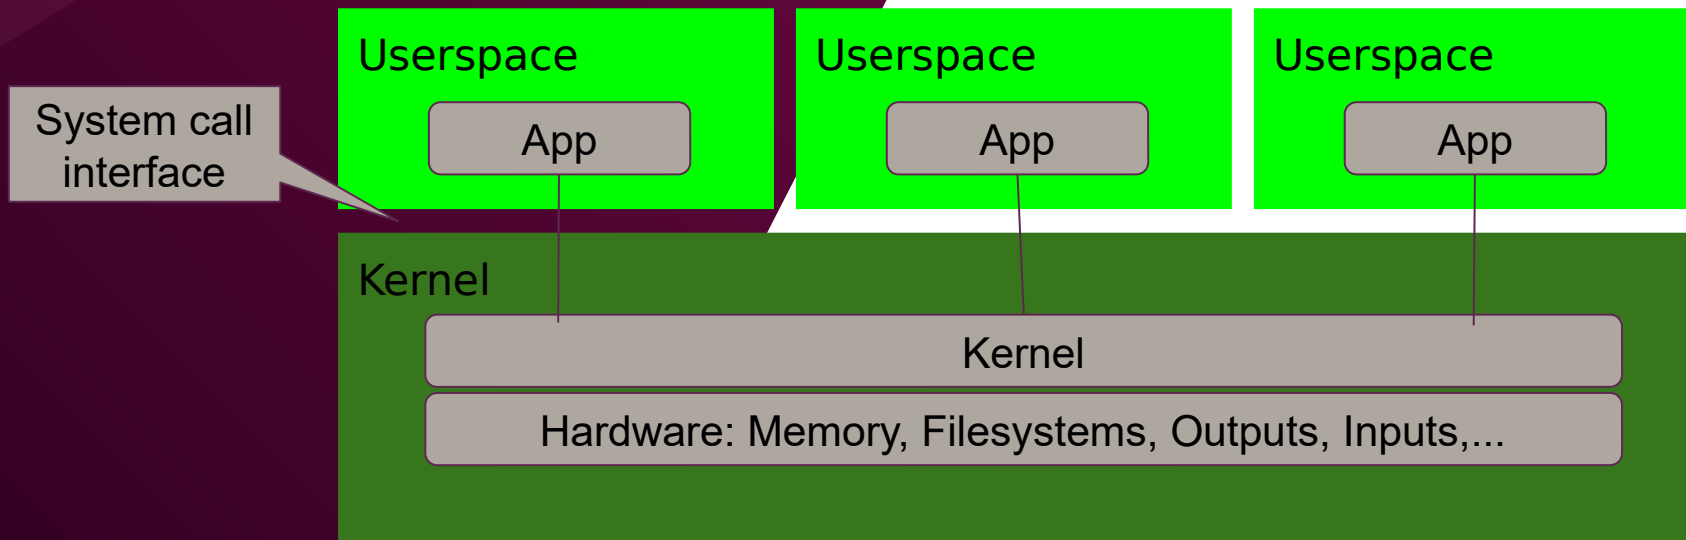 Userspace
Userspace
Userspace
System call
interface
App
App
App
Kernel
Kernel
Hardware: Memory, Filesystems, Outputs, Inputs,...